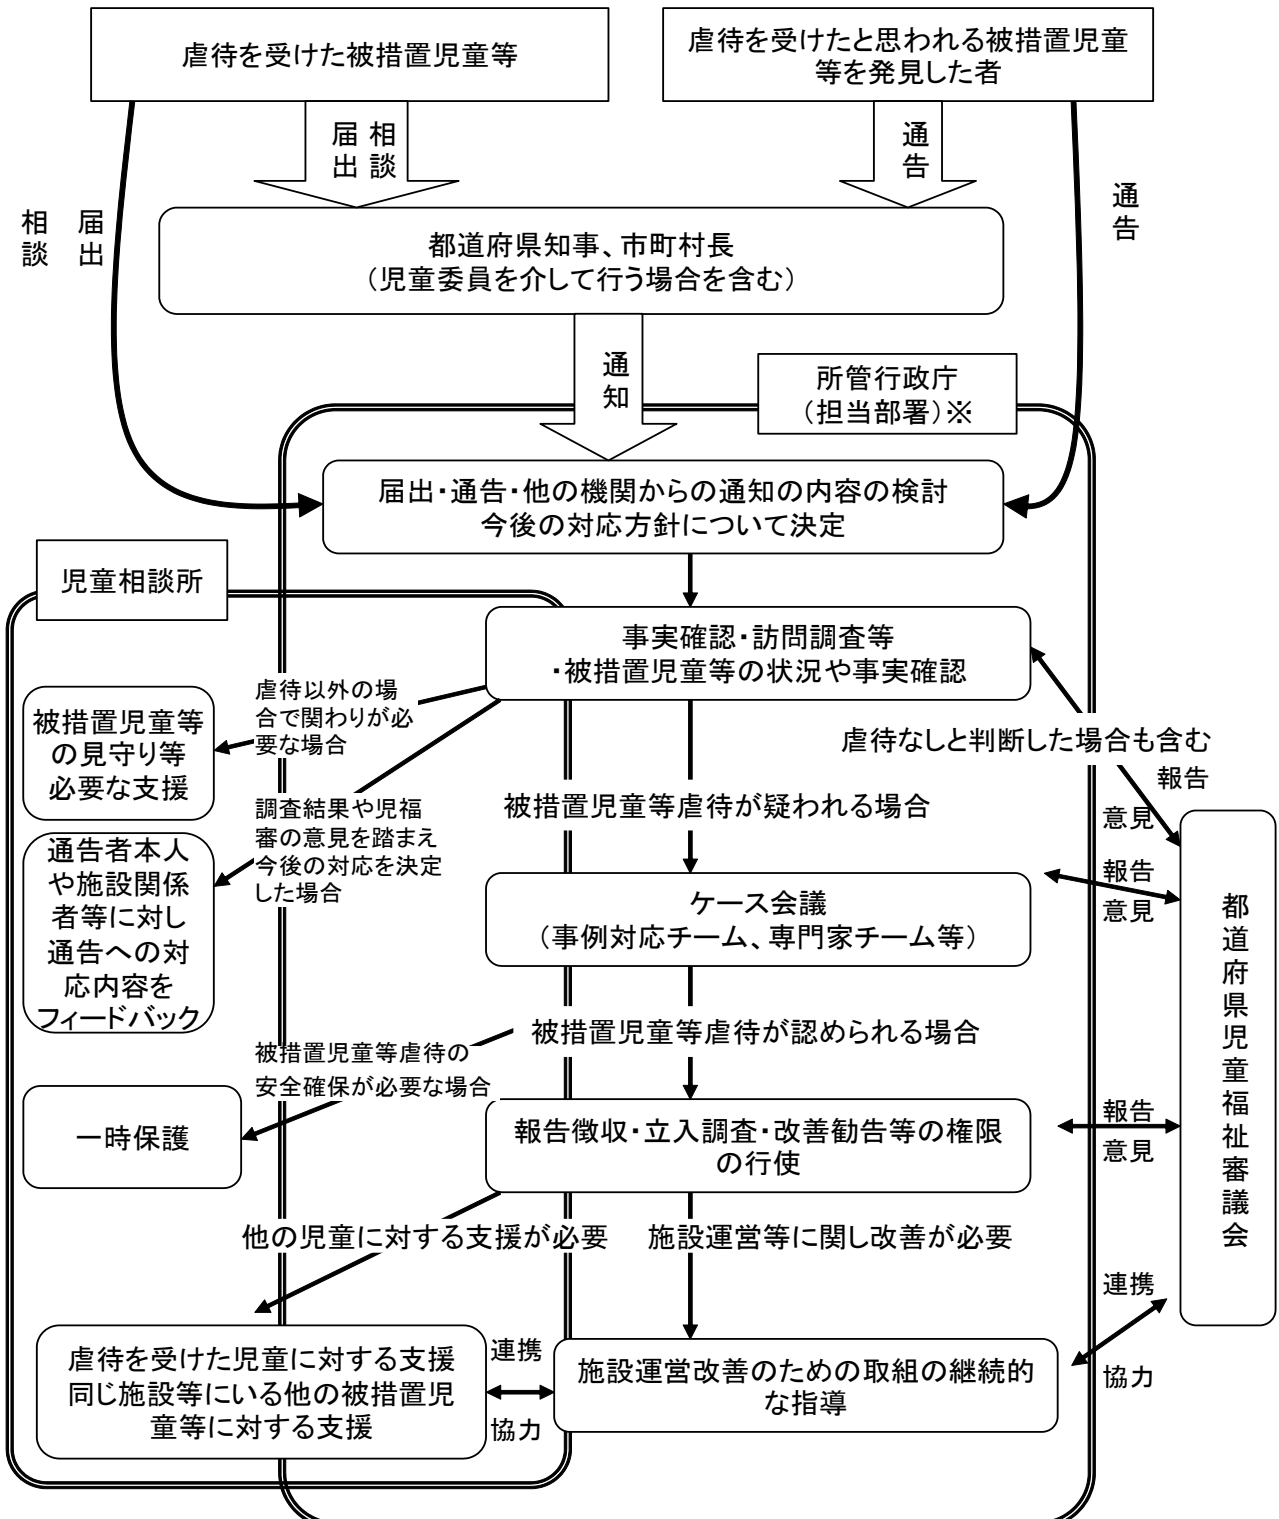 虐待を受けた被措置児童等
虐待を受けたと思われる被措置児童
等を発見した者
届出
相談
通告
相談
届出
通告
都道府県知事、市町村長
（児童委員を介して行う場合を含む）
通知
所管行政庁
（担当部署）※
届出・通告・他の機関からの通知の内容の検討
今後の対応方針について決定
児童相談所
事実確認・訪問調査等
・被措置児童等の状況や事実確認
虐待以外の場
合で関わりが必
要な場合
被措置児童等
の見守り等
必要な支援
虐待なしと判断した場合も含む
報告
意見
調査結果や児福
審の意見を踏まえ
今後の対応を決定
した場合
被措置児童等虐待が疑われる場合
通告者本人
や施設関係
者等に対し
通告への対
応内容を
フィードバック
ケース会議
（事例対応チーム、専門家チーム等）
報告
意見
都道府県児童福祉審議会
被措置児童等虐待が認められる場合
被措置児童等虐待の
安全確保が必要な場合
一時保護
報告徴収・立入調査・改善勧告等の権限
の行使
報告
意見
他の児童に対する支援が必要
施設運営等に関し改善が必要
連携
協力
虐待を受けた児童に対する支援
同じ施設等にいる他の被措置児
童等に対する支援
連携
協力
施設運営改善のための取組の継続的
な指導